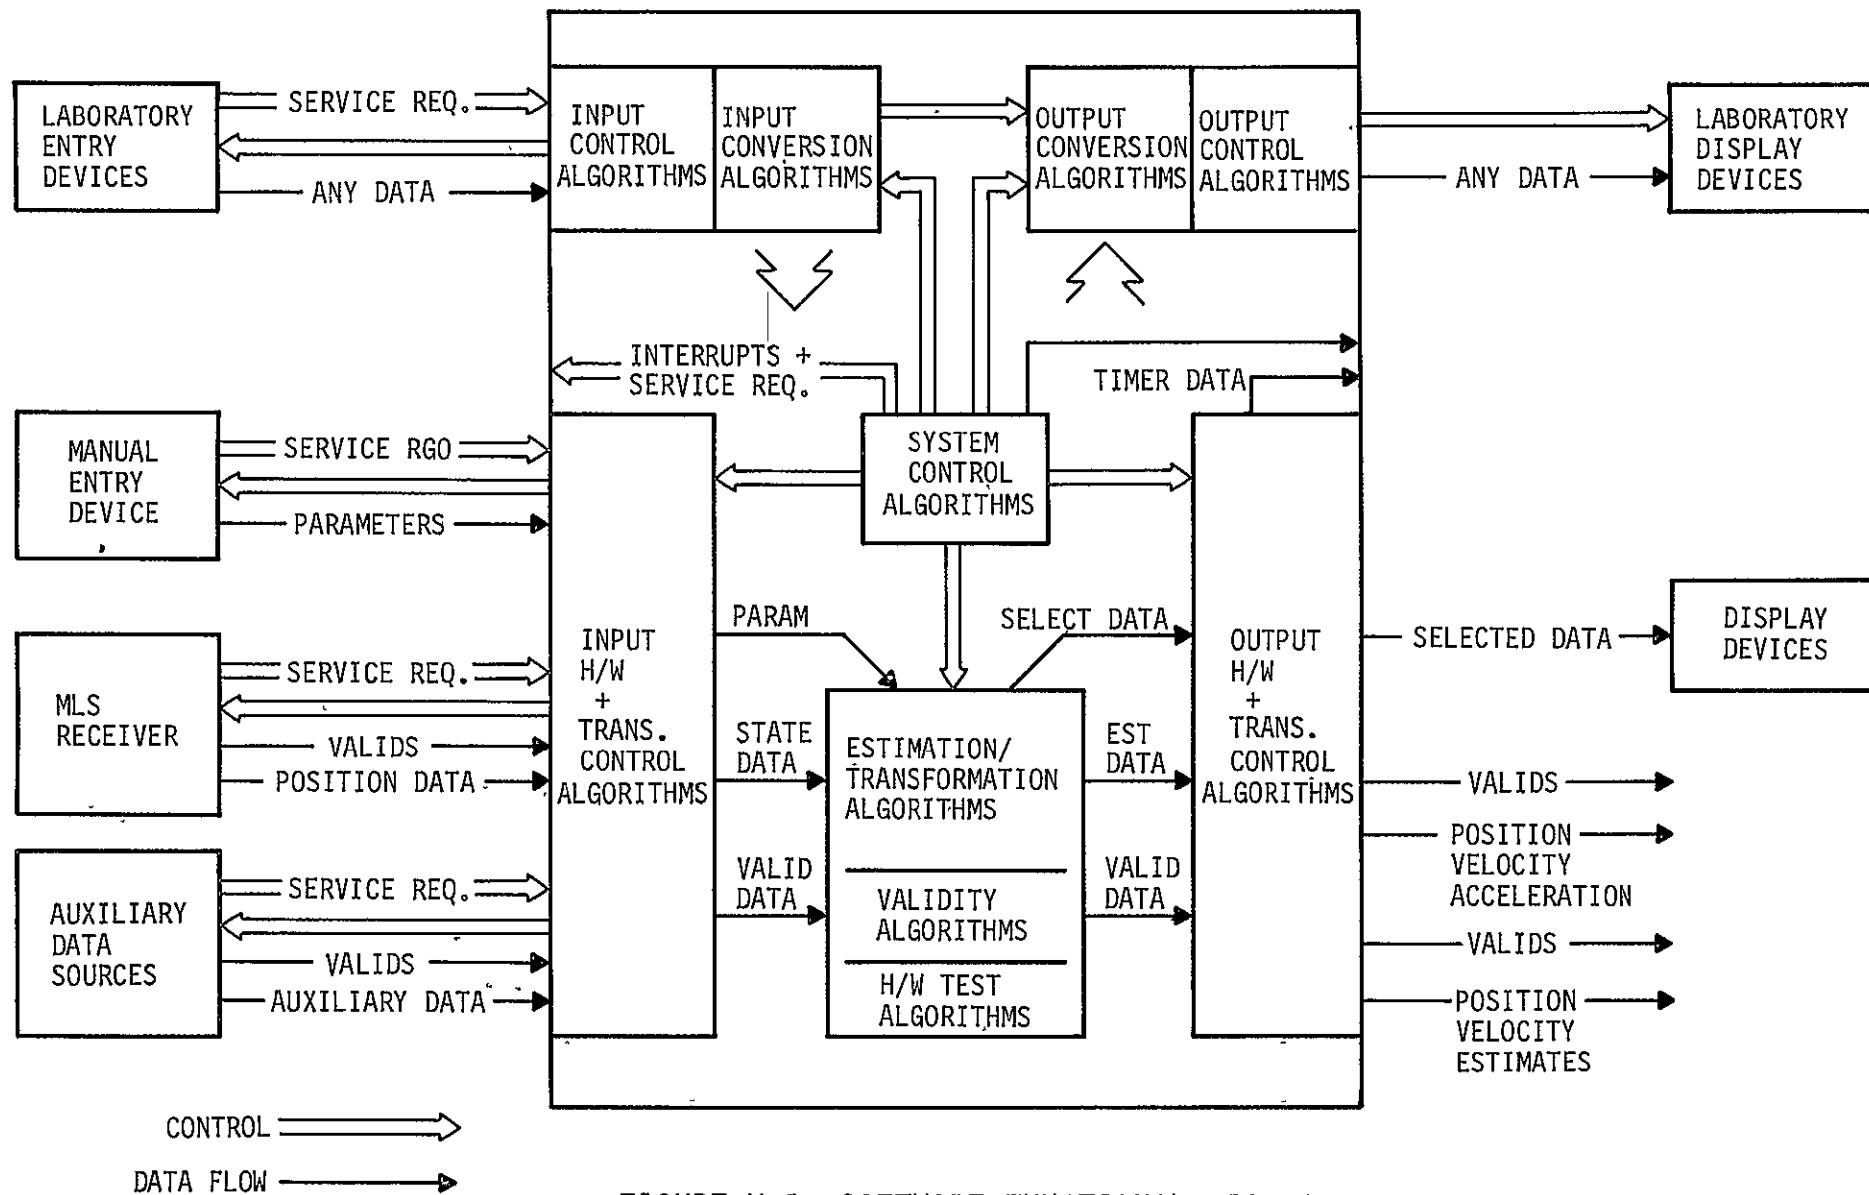 LABORATORY
ENTRY
DEVICES
SERVICE REQ.
ANY DATA
INPUT
CONTROL
ALGORITHMS
INPUT
CONVERSION
ALGORITHMS
OUTPUT
CONVERSION
ALGORITHMS
OUTPUT
CONTROL
ALGORITHMS
ANY DATA
LABORATORY
DISPLAY
DEVICES
INTERRUPTS +
SERVICE REQ.
TIMER DATA
MANUAL
ENTRY
DEVICE
SERVICE RGO
PARAMETERS
SYSTEM
CONTROL
ALGORITHMS
MLS
RECEIVER
SERVICE REQ.
VALIDS
POSITION DATA
INPUT
H/W
+
TRANS.
CONTROL
ALGORITHMS
PARAM
STATE
DATA
VALID
DATA
ESTIMATION/
TRANSFORMATION
ALGORITHMS
VALIDITY
ALGORITHMS
H/W TEST
ALGORITHMS
SELECT DATA
EST
DATA
VALID
DATA
OUTPUT
H/W
+
TRANS.
CONTROL
ALGORITHMS
SELECTED DATA
DISPLAY
DEVICES
VALIDS
POSITION
VELOCITY
ACCELERATION
VALIDS
POSITION
VELOCITY
ESTIMATES
AUXILIARY
DATA
SOURCES
SERVICE REQ.
VALIDS
AUXILIARY DATA
CONTROL
DATA FLOW